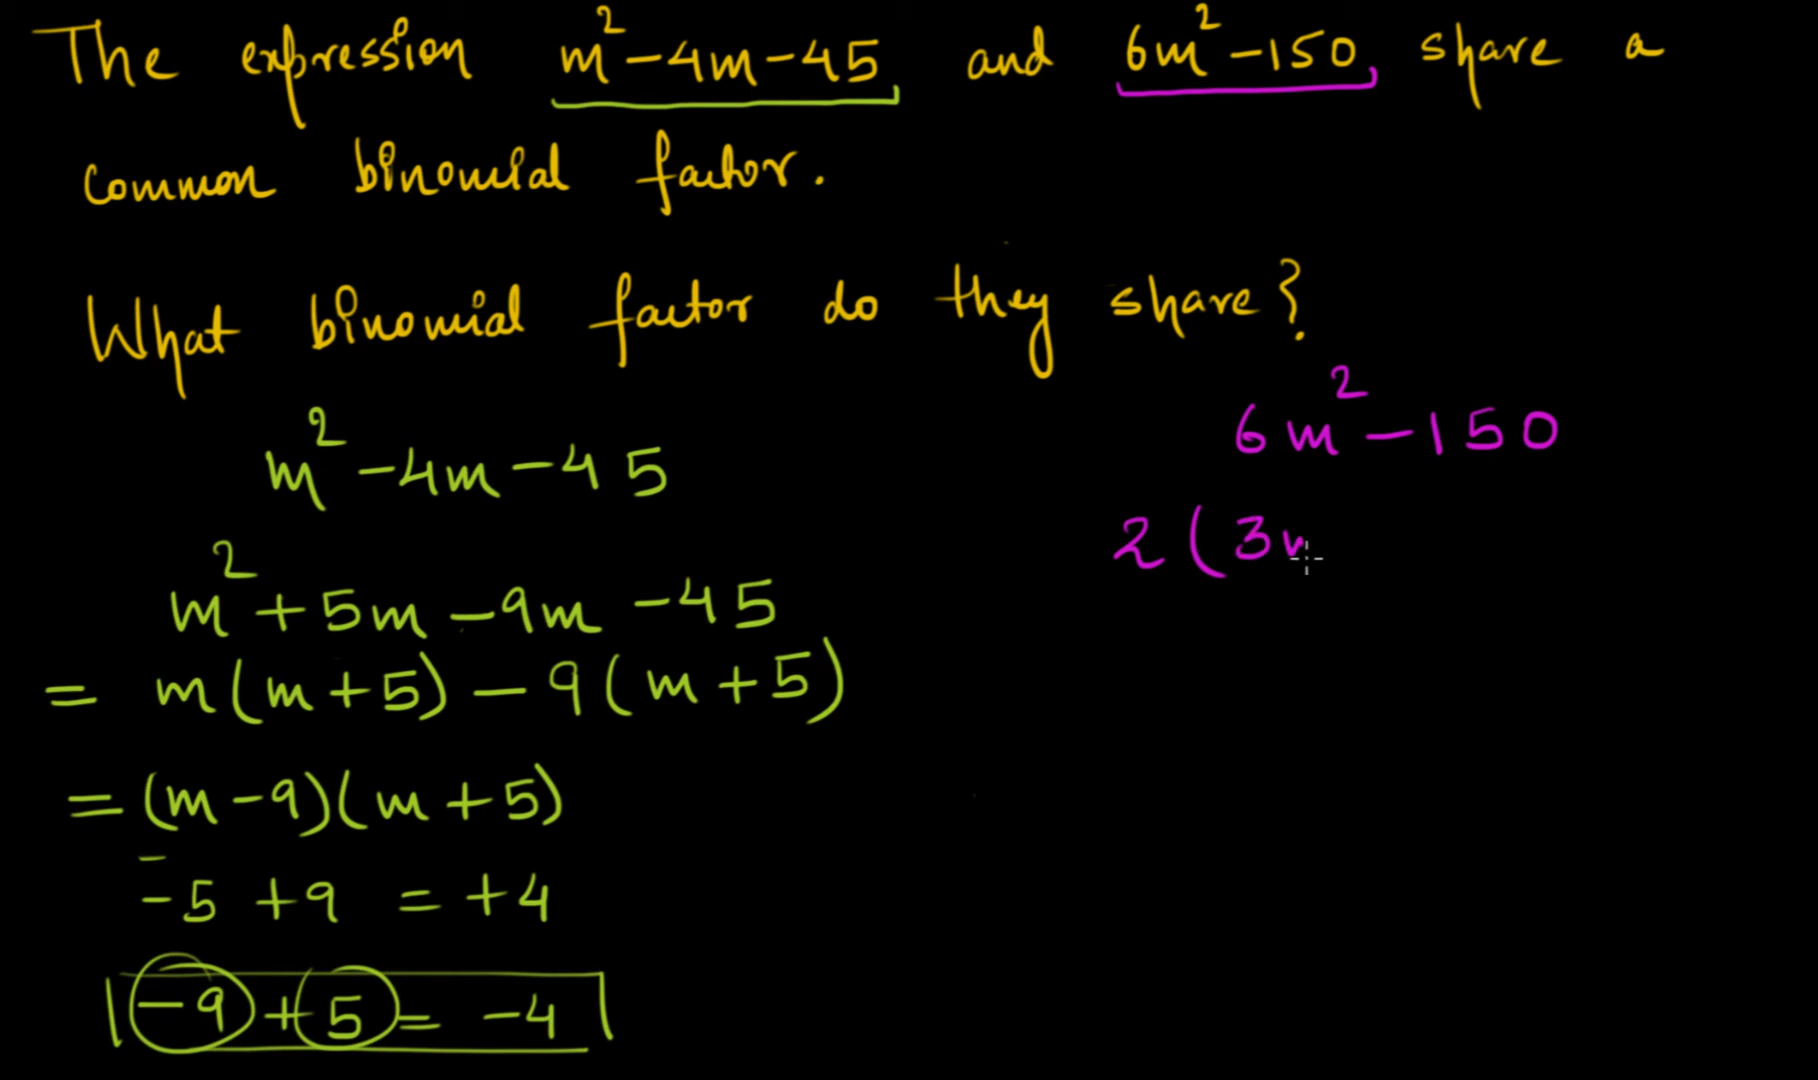 The expression m² - 4m - 45 and 6m² - 150 share a
common binomial factor.
What binomial factor do they share?
m² - 4m - 45
m² + 5m - 9m - 45
= m(m+5) - 9(m+5)
= (m-9)(m+5)
-
-5 + 9 = +4
-9 + 5 = -4
6m² - 150
2(3